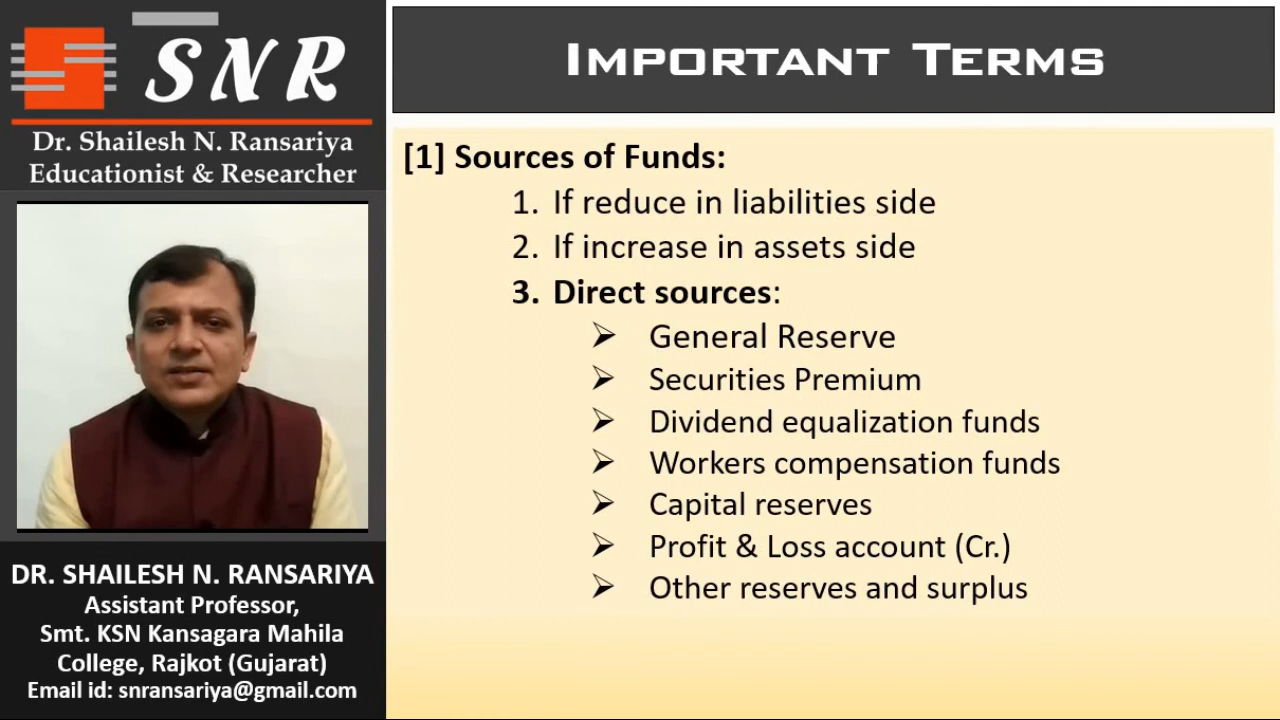 SNR
Dr. Shailesh N. Ransariya
Educationist & Researcher
DR. SHAILESH N. RANSARIYA
Assistant Professor,
Smt. KSN Kansagara Mahila
College, Rajkot (Gujarat)
Email id: snransariya@gmail.com
IMPORTANT TERMS
[1] Sources of Funds:
1. If reduce in liabilities side
2. If increase in assets side
3. Direct sources:
➢ General Reserve
➢ Securities Premium
➢ Dividend equalization funds
➢ Workers compensation funds
➢ Capital reserves
➢ Profit & Loss account (Cr.)
➢ Other reserves and surplus